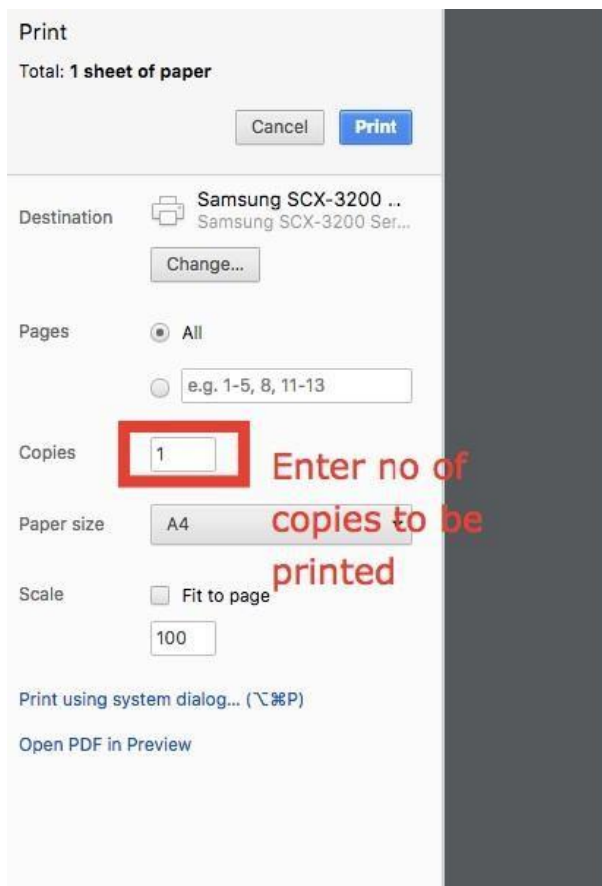 Print
Total: 1 sheet of paper
Cancel Print
Destination Samsung SCX-3200 ..
Samsung SCX-3200 Ser...
Change...
Pages All
e.g. 1-5, 8, 11-13
Copies 1
Enter no of
copies to be
printed
Paper size A4
Scale Fit to page
100
Print using system dialog... (⌥⌘P)
Open PDF in Preview